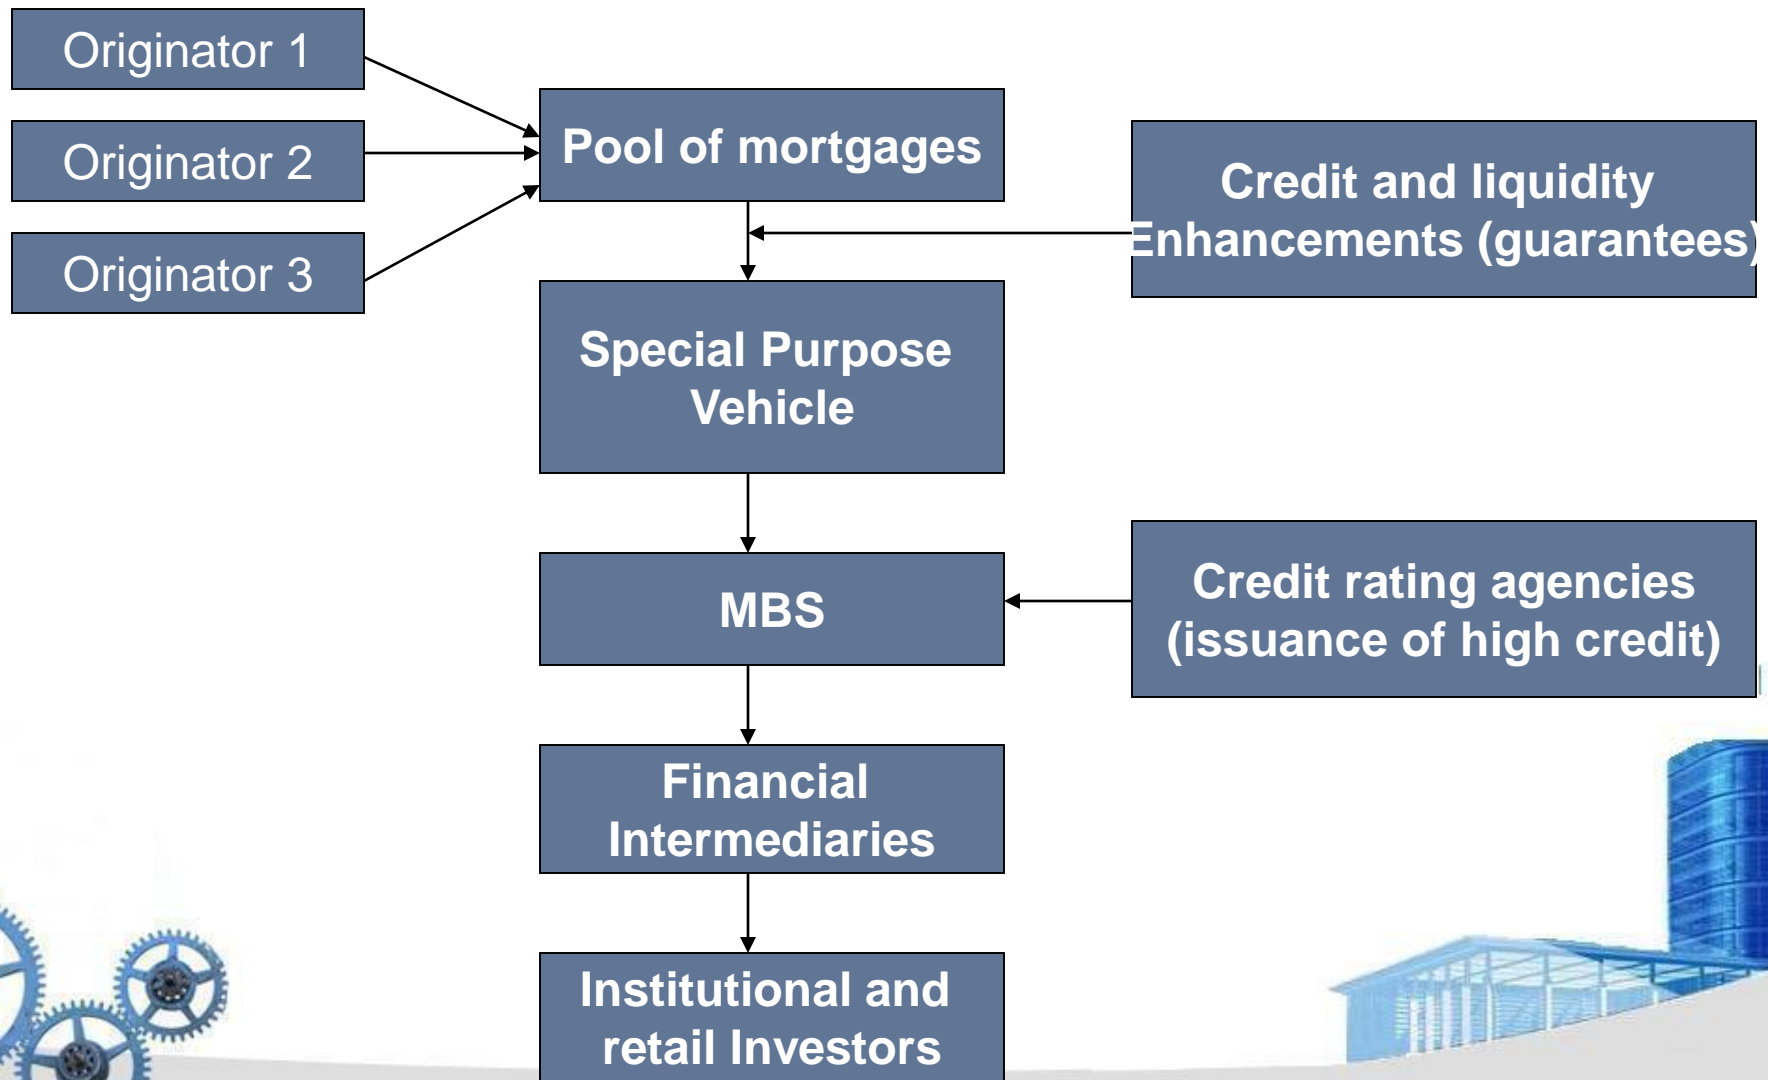 Originator 1
Originator 2
Originator 3
Pool of mortgages
Credit and liquidity
Enhancements (guarantees)
Special Purpose
Vehicle
MBS
Credit rating agencies
(issuance of high credit)
Financial
Intermediaries
Institutional and
retail Investors